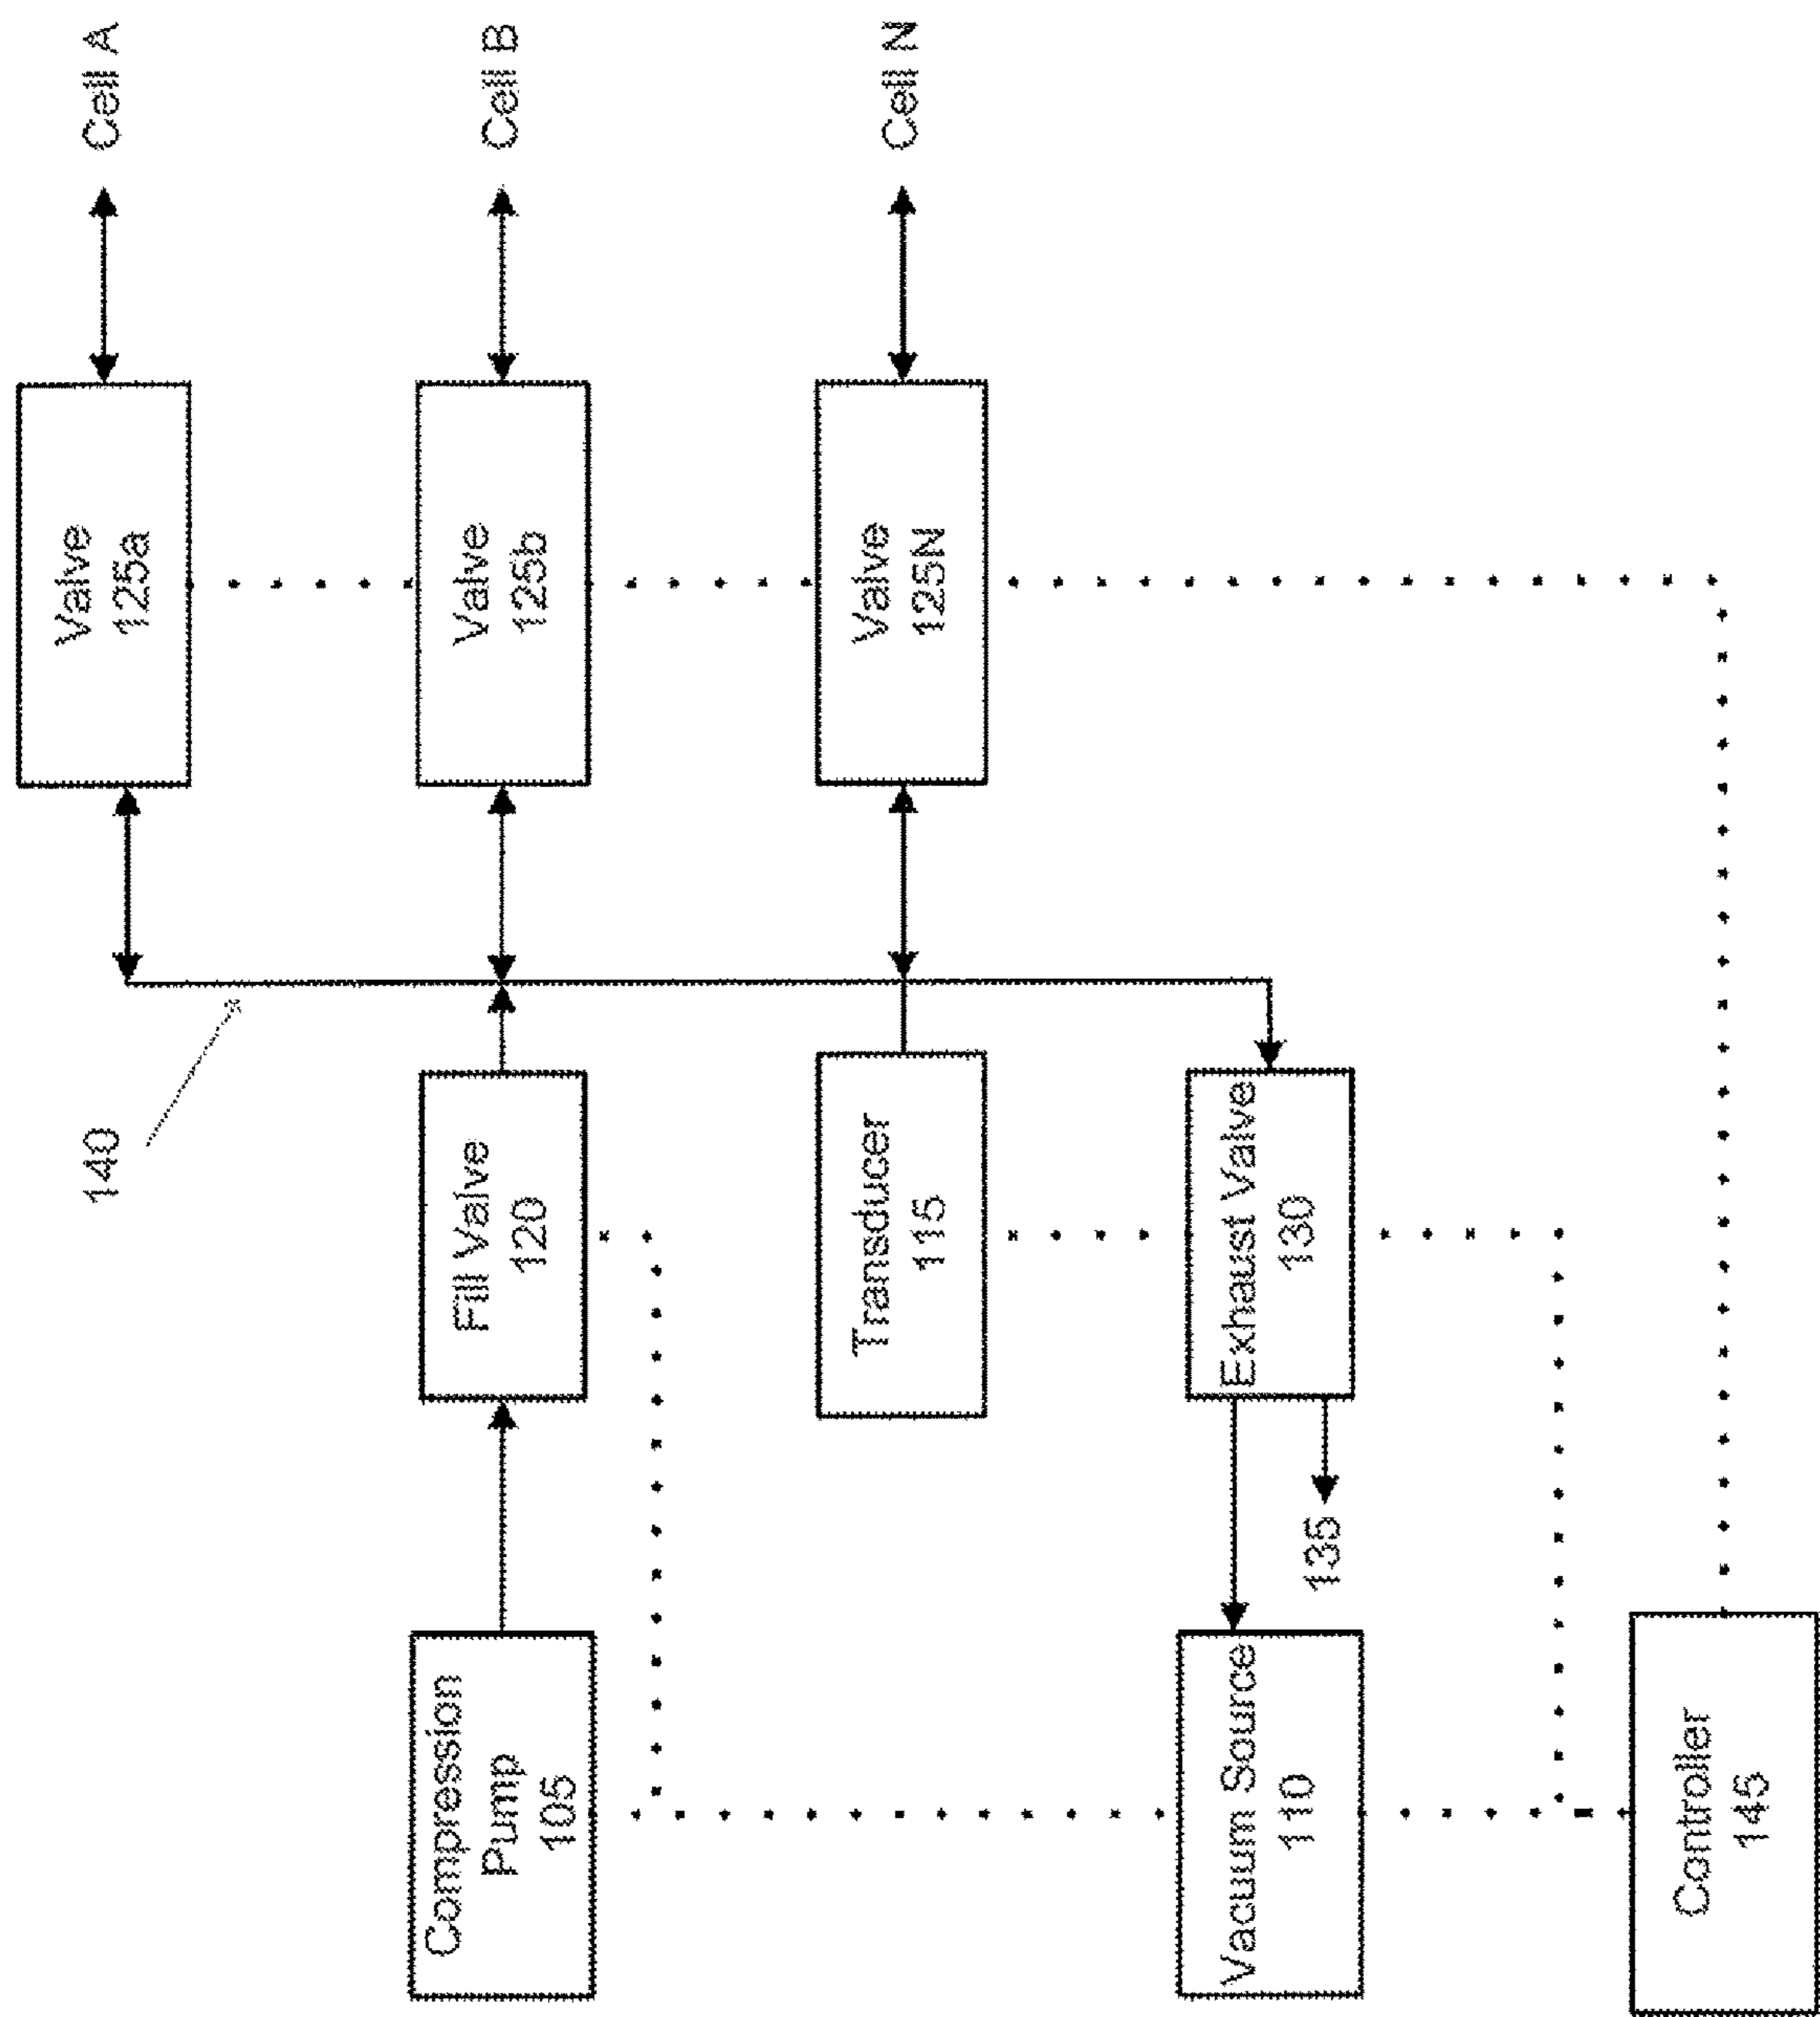 Cell A
Valve
125a
140
Cell B
Valve
125b
Fill Valve
120
Compression
Pump
105
Cell N
Valve
125N
Transducer
115
Exhaust Valve
130
135
Vacuum Source
110
Controller
145